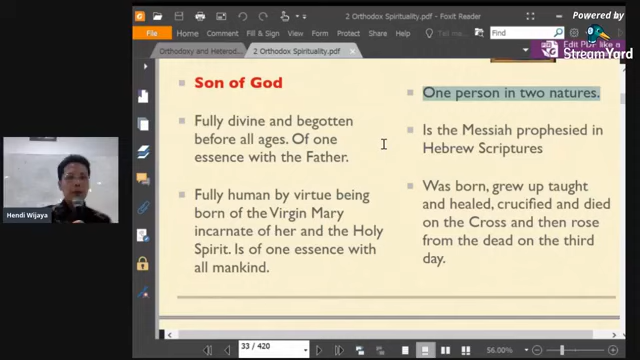 2 Orthodox Spirituality.pdf - Foxit Reader
Powered by
StreamYard
File
Home
Comment
View
Form
Protect
Share
Help
Tell me
Find
Edit PDF like a
Orthodoxy and Heterod...
2 Orthodox Spirituality.pdf
Son of God
Fully divine and begotten
before all ages. Of one
essence with the Father.
Fully human by virtue being
born of the Virgin Mary
incarnate of her and the Holy
Spirit. Is of one essence with
all mankind.
One person in two natures.
Is the Messiah prophesied in
Hebrew Scriptures
Was born, grew up taught
and healed, crucified and died
on the Cross and then rose
from the dead on the third
day.
Hendi Wijaya
33 / 420
56.00%